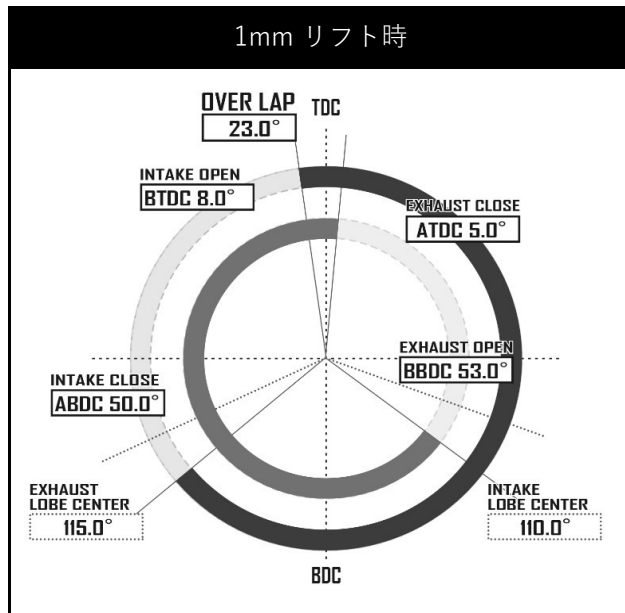 1mm リフト時
OVER LAP
23.0°
TDC
INTAKE OPEN
BTDC 8.0°
EXHAUST CLOSE
ATDC 5.0°
EXHAUST OPEN
BBDC 53.0°
INTAKE CLOSE
ABDC 50.0°
EXHAUST
LOBE CENTER
115.0°
INTAKE
LOBE CENTER
110.0°
BDC